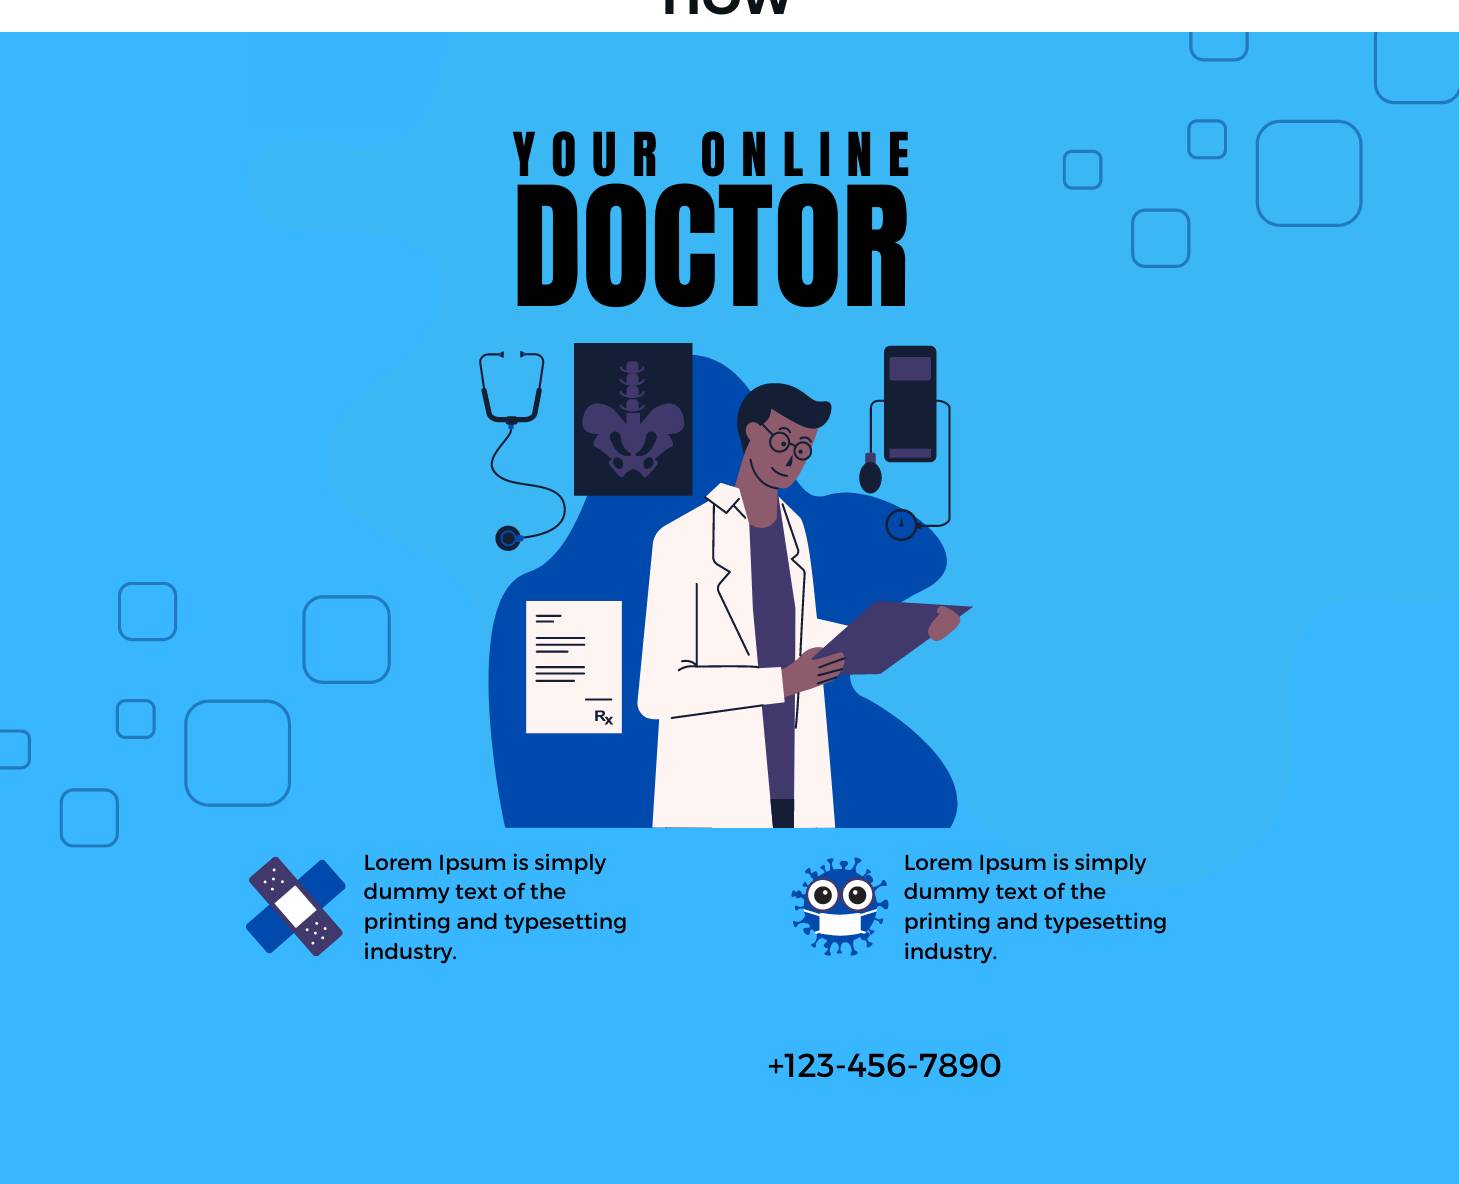 now
YOUR ONLINE
DOCTOR
Rx
Lorem Ipsum is simply
dummy text of the
printing and typesetting
industry.
Lorem Ipsum is simply
dummy text of the
printing and typesetting
industry.
+123-456-7890